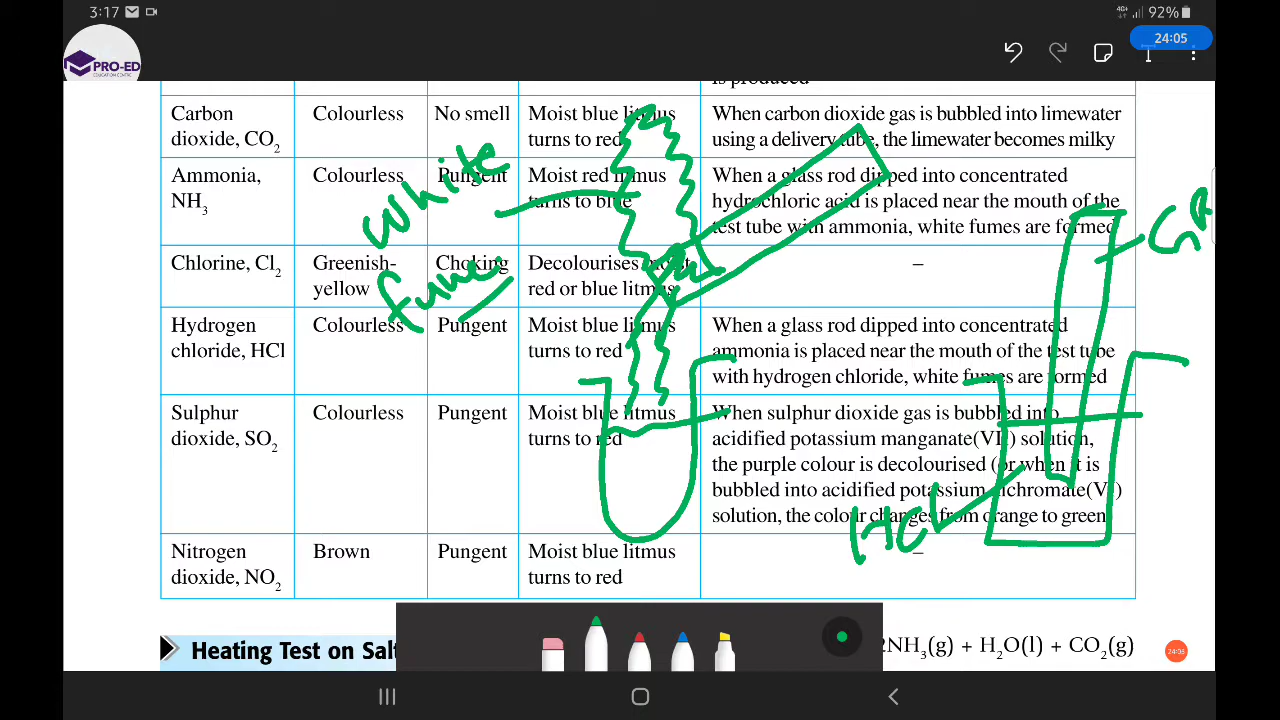 3:17
4G+
92%
24:05
PRO-ED
EDUCATION CENTRE
is produced
Carbon dioxide, CO2
Colourless
No smell
Moist blue litmus
turns to red
When carbon dioxide gas is bubbled into limewater
using a delivery tube, the limewater becomes milky
Ammonia,
NH3
Colourless
Pungent
Moist red litmus
turns to blue
When a glass rod dipped into concentrated
hydrochloric acid is placed near the mouth of the
test tube with ammonia, white fumes are formed
Chlorine, Cl2
Greenish-
yellow
Choking
Decolourises moist
red or blue litmus
–
Hydrogen
chloride, HCl
Colourless
Pungent
Moist blue litmus
turns to red
When a glass rod dipped into concentrated
ammonia is placed near the mouth of the test tube
with hydrogen chloride, white fumes are formed
Sulphur
dioxide, SO2
Colourless
Pungent
Moist blue litmus
turns to red
When sulphur dioxide gas is bubbled into
acidified potassium manganate(VII) solution,
the purple colour is decolourised (or when it is
bubbled into acidified potassium dichromate(VI)
solution, the colour changes from orange to green)
Nitrogen
dioxide, NO2
Brown
Pungent
Moist blue litmus
turns to red
–
White
fume
GR
HCl
Heating Test on Salt
2NH3(g) + H2O(l) + CO2(g)
24:05